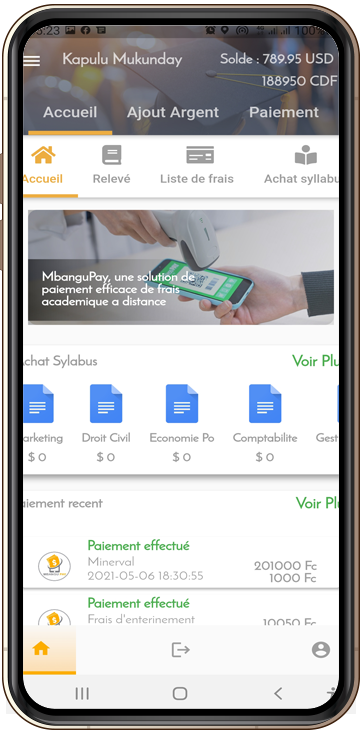 5:23 100%
Kapulu Mukunday Solde : 789.95 USD
188950 CDF
Accueil Ajout Argent Paiement
Accueil Relevé Liste de frais Achat syllabu
MbanguPay, une solution de
paiement efficace de frais
academique a distance
Achat Sylabus Voir Plu
arketing Droit Civil Economie Po Comptabilite Gest
$ 0 $ 0 $ 0 $ 0
aiement recent Voir Plu
Paiement effectué
Minerval 201000 Fc
2021-05-06 18:30:55 1000 Fc
Paiement effectué
Frais d'enterinement 10050 Fc